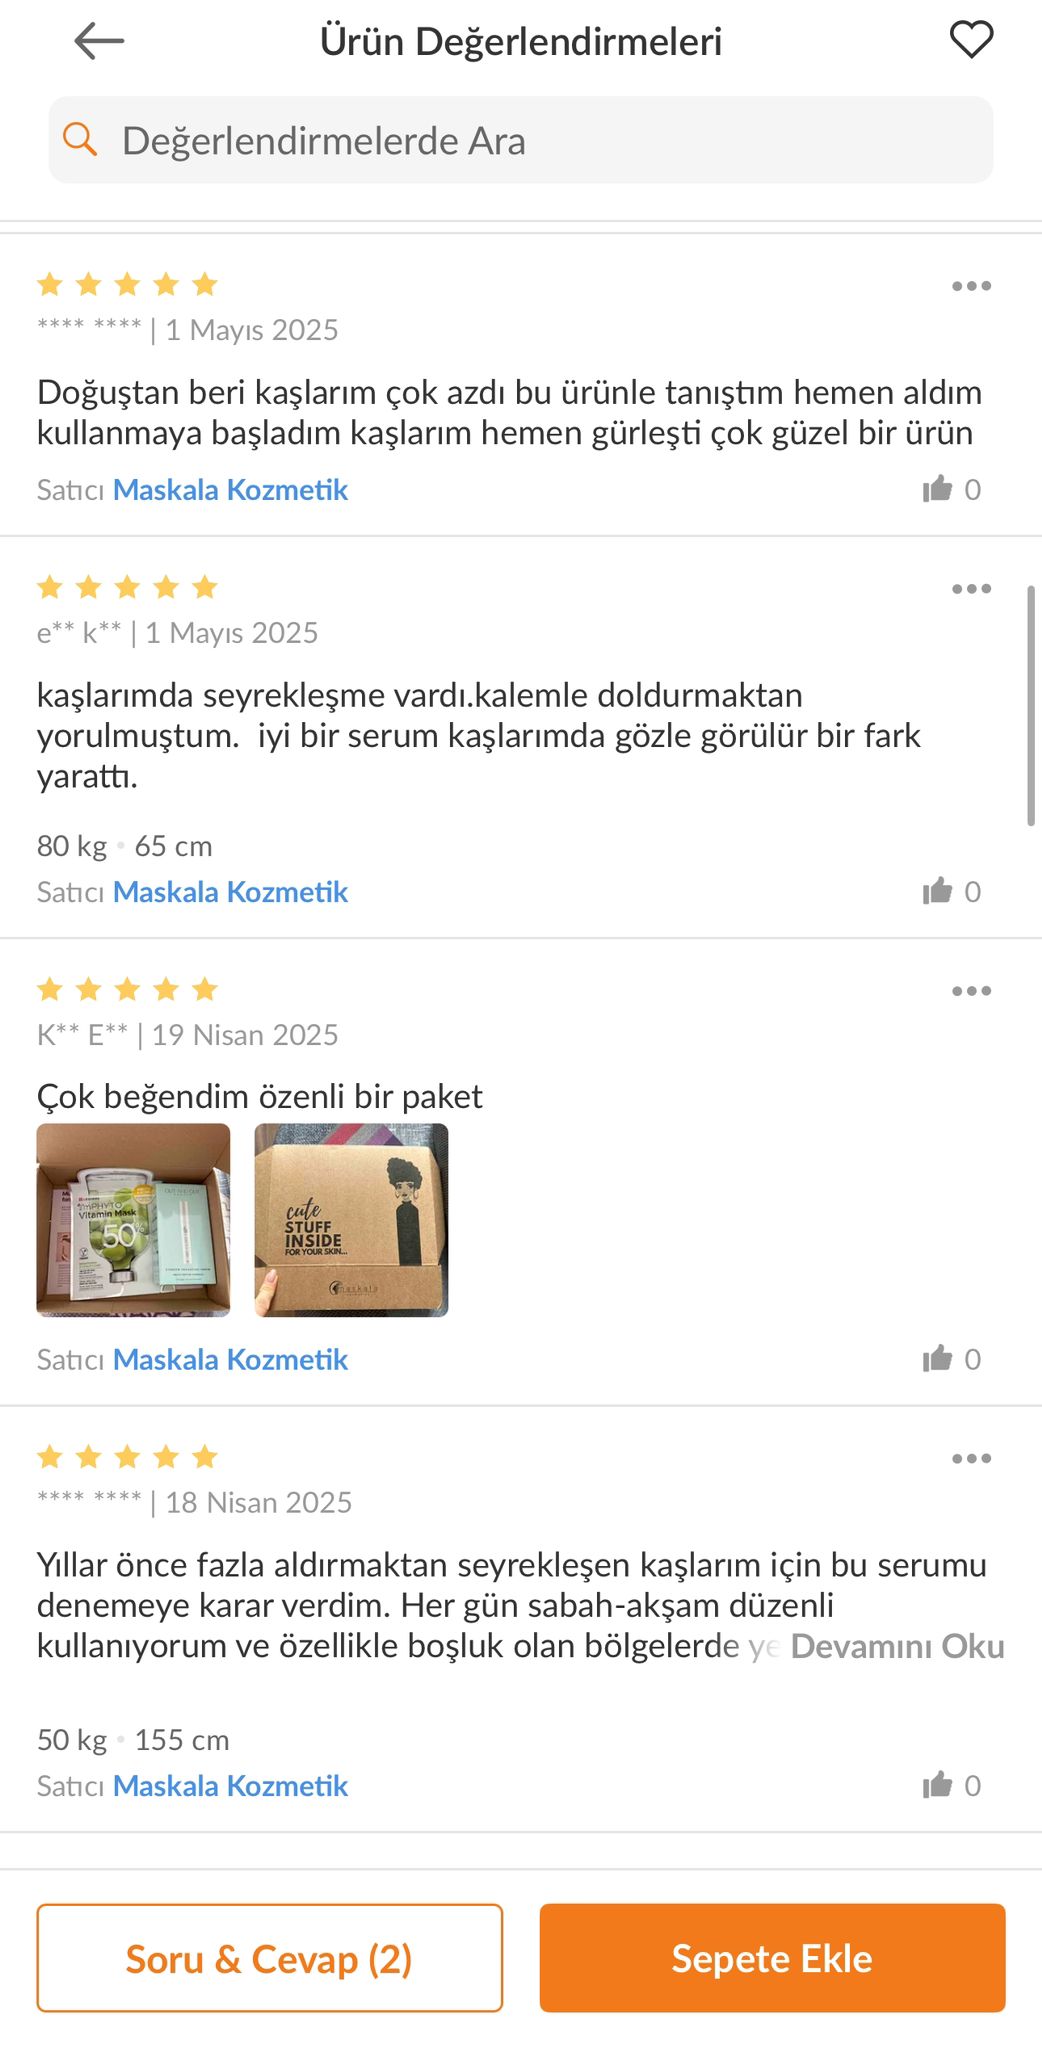 Ürün Değerlendirmeleri
Değerlendirmelerde Ara
**** **** | 1 Mayıs 2025
Doğuştan beri kaşlarım çok azdı bu ürünle tanıştım hemen aldım
kullanmaya başladım kaşlarım hemen gürleşti çok güzel bir ürün
Satıcı Maskala Kozmetik
0
e** k** | 1 Mayıs 2025
kaşlarımda seyrekleşme vardı.kalemle doldurmaktan
yorulmuştum.  iyi bir serum kaşlarımda gözle görülür bir fark
yarattı.
80 kg • 65 cm
Satıcı Maskala Kozmetik
0
K** E** | 19 Nisan 2025
Çok beğendim özenli bir paket
Vitamin Mask
50%
OUT AND OUT
cute
STUFF
INSIDE
FOR YOUR SKIN...
maskala
Satıcı Maskala Kozmetik
0
**** **** | 18 Nisan 2025
Yıllar önce fazla aldırmaktan seyrekleşen kaşlarım için bu serumu
denemeye karar verdim. Her gün sabah-akşam düzenli
kullanıyorum ve özellikle boşluk olan bölgelerde ye Devamını Oku
50 kg • 155 cm
Satıcı Maskala Kozmetik
0
Soru & Cevap (2)
Sepete Ekle